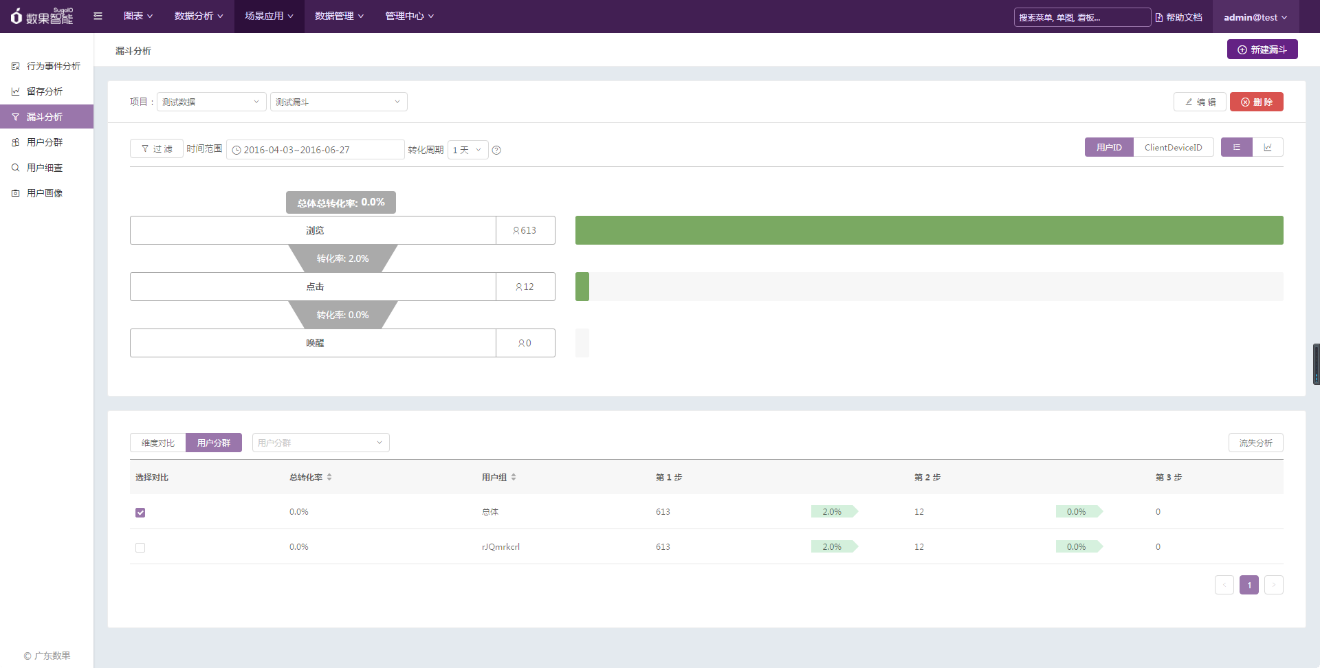 数果智能 SugoIO
图表
数据分析
场景应用
数据管理
管理中心
搜索菜单, 单图, 看板...
帮助文档
admin@test
行为事件分析
留存分析
漏斗分析
用户分群
用户细查
用户画像
© 广东数果
漏斗分析
新建漏斗
项目 :
测试数据
测试漏斗
编 辑
删 除
过 滤
时间范围
2016-04-03~2016-06-27
转化周期
1 天
用户ID
ClientDeviceID
总体总转化率: 0.0%
浏览
613
转化率: 2.0%
点击
12
转化率: 0.0%
唤醒
0
维度对比
用户分群
用户分群
流失分析
选择对比 总转化率 用户组 第 1 步 第 2 步 第 3 步
0.0% 总体 613 2.0% 12 0.0% 0
0.0% rJQmrkcrl 613 2.0% 12 0.0% 0
< 1 >